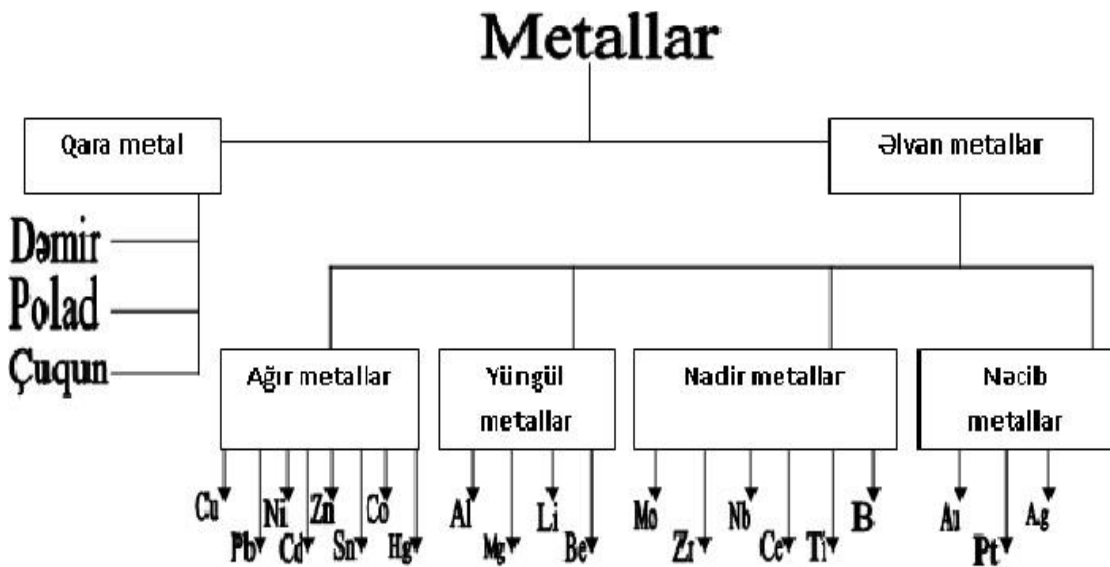 Metallar
Qara metal
Əlvan metallar
Dəmir
Polad
Çuqun
Ağır metallar
Yüngül
metallar
Nadir metallar
Nəcib
metallar
Cu
Pb
Ni
Cd
Zn
Sn
Co
Hg
Al
Mg
Li
Be
Mo
Zr
Nb
Ce
Ti
B
Au
Pt
Ag